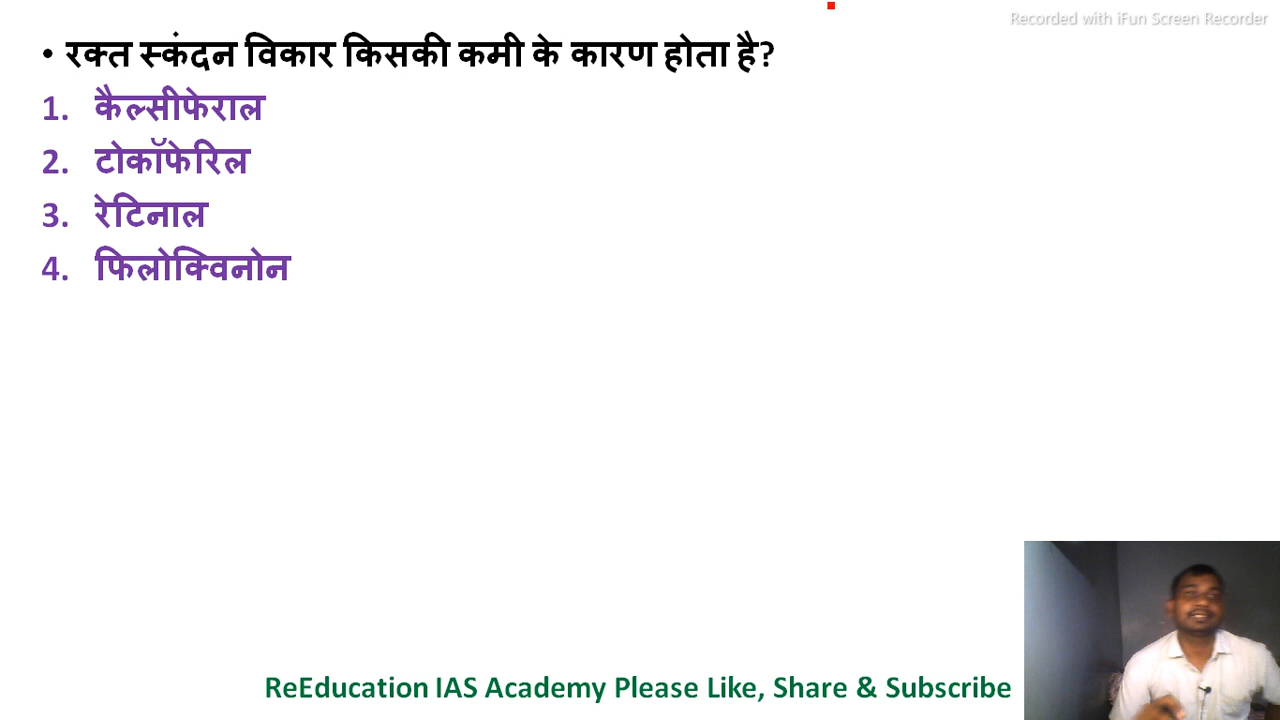 Recorded with iFun Screen Recorder
• रक्त स्कंदन विकार किसकी कमी के कारण होता है?
1. कैल्सीफेराल
2. टोकॉफेरिल
3. रेटिनाल
4. फिलोक्विनोन
ReEducation IAS Academy Please Like, Share & Subscribe